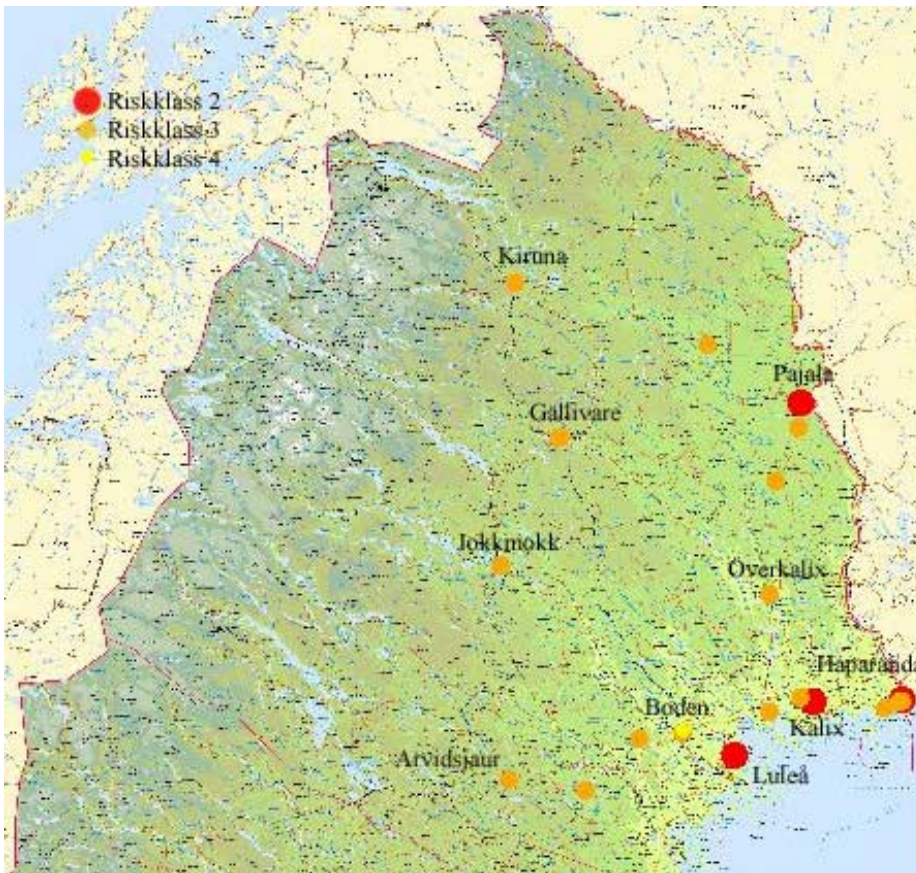 Riskklass 2
Riskklass 3
Riskklass 4
Kiruna
Pajala
Gällivare
Jokkmokk
Överkalix
Haparanda
Boden
Kalix
Arvidsjaur
Luleå